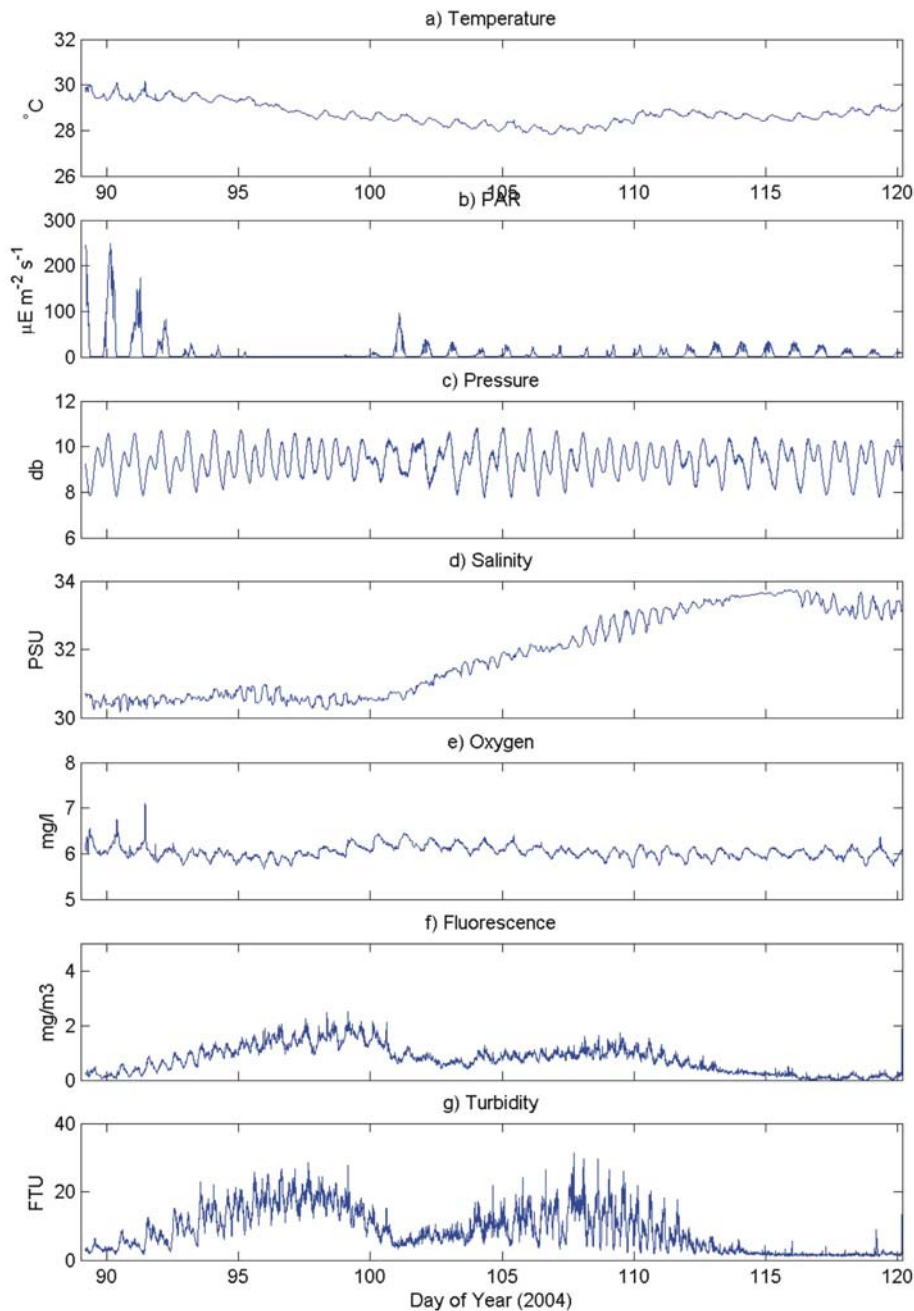 a) Temperature
32
30
28
26
°C
90 95 100 105 110 115 120
b) PAR
300
200
100
0
µE m⁻² s⁻¹
c) Pressure
12
10
8
6
db
d) Salinity
34
32
30
PSU
e) Oxygen
8
7
6
5
mg/l
f) Fluorescence
4
2
0
mg/m3
g) Turbidity
40
20
0
FTU
90 95 100 105 110 115 120
Day of Year (2004)